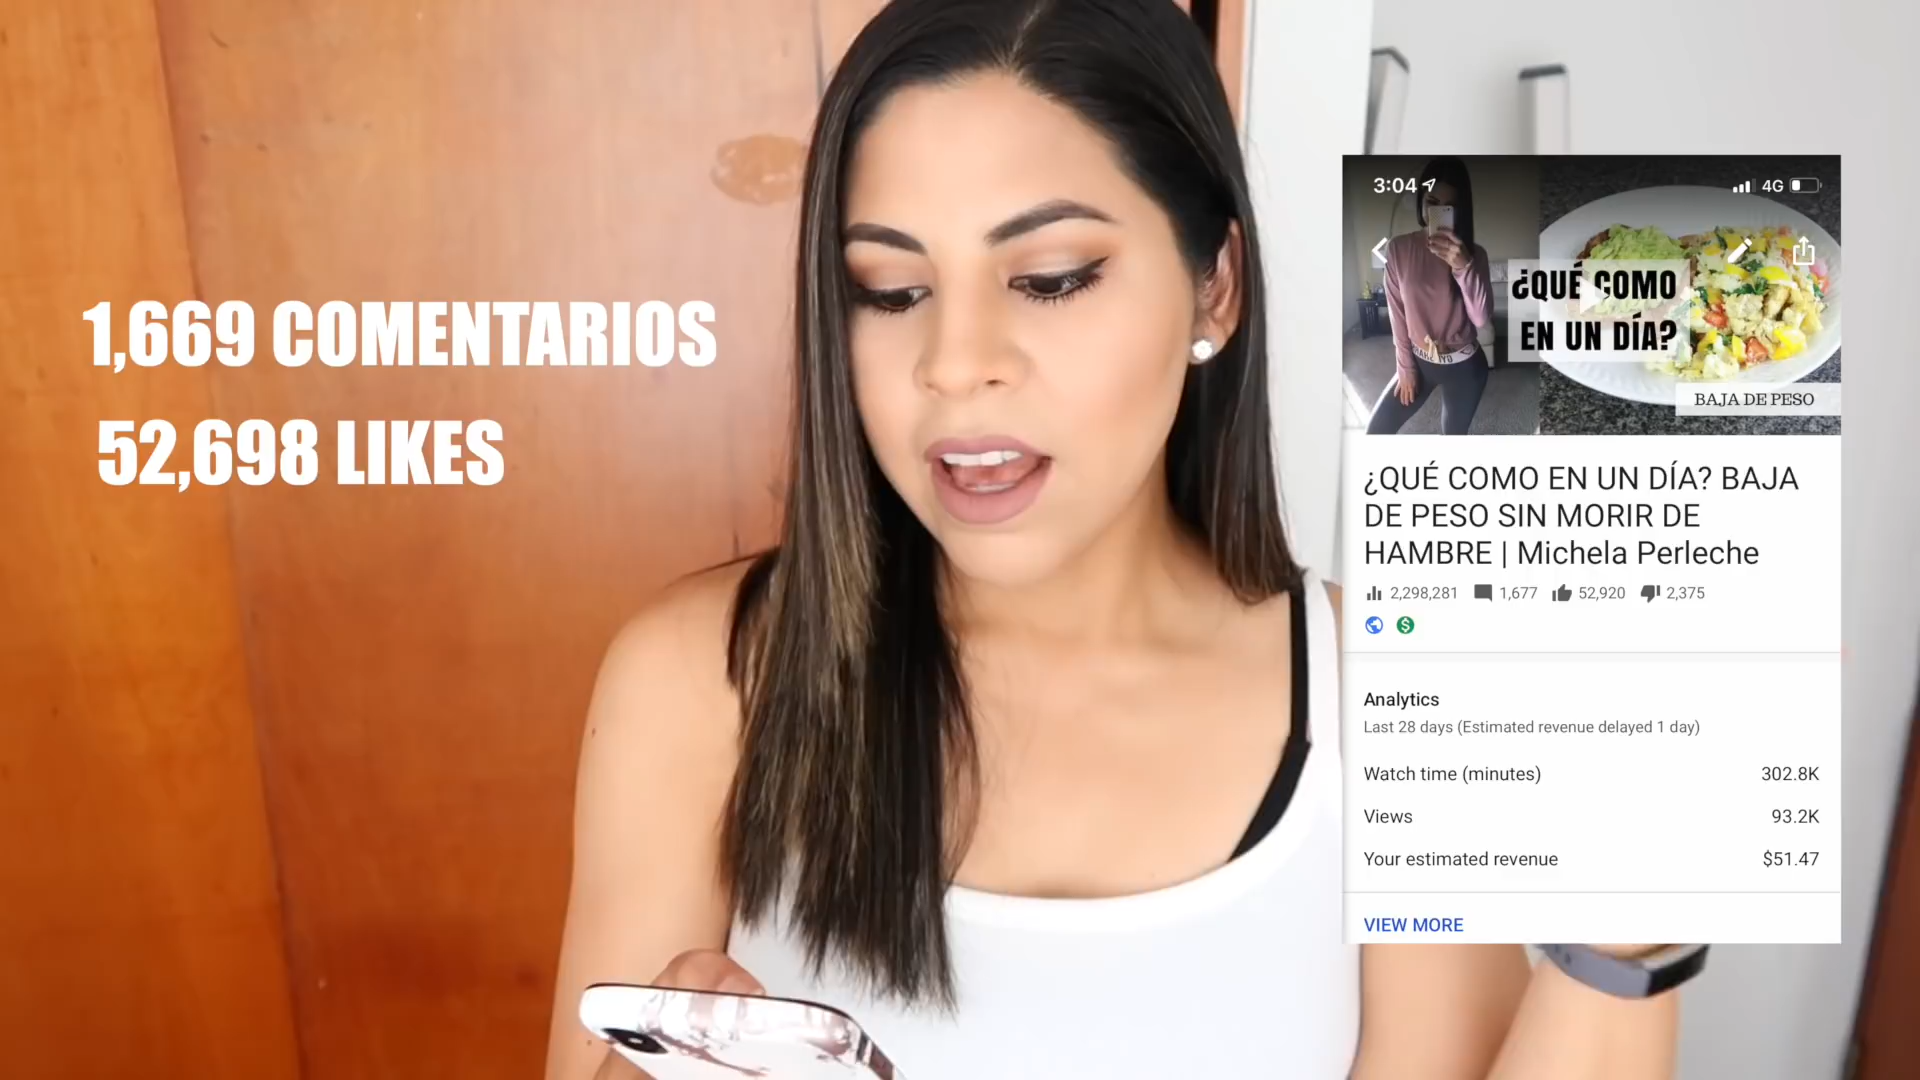 1,669 COMENTARIOS
52,698 LIKES
3:04
4G
¿QUÉ COMO
EN UN DÍA?
BAJA DE PESO
¿QUÉ COMO EN UN DÍA? BAJA
DE PESO SIN MORIR DE
HAMBRE | Michela Perleche
2,298,281 1,677 52,920 2,375
Analytics
Last 28 days (Estimated revenue delayed 1 day)
Watch time (minutes) 302.8K
Views 93.2K
Your estimated revenue $51.47
VIEW MORE